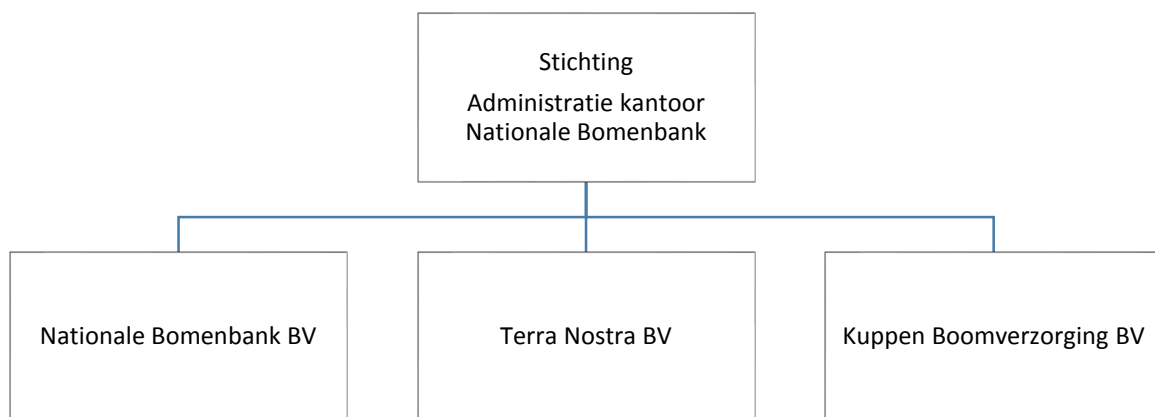 Stichting
Administratie kantoor
Nationale Bomenbank
Nationale Bomenbank BV
Terra Nostra BV
Kuppen Boomverzorging BV